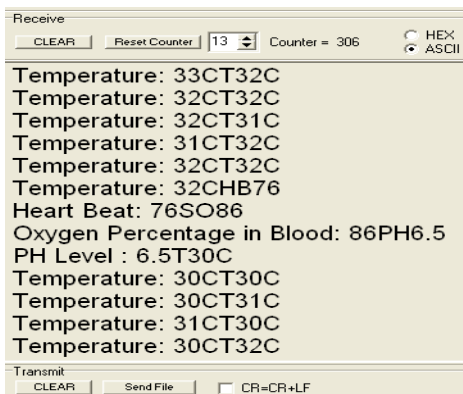 Receive
CLEAR Reset Counter 13 Counter = 306 HEX
ASCII
Temperature: 33CT32C
Temperature: 32CT32C
Temperature: 32CT31C
Temperature: 31CT32C
Temperature: 32CT32C
Temperature: 32CHB76
Heart Beat: 76SO86
Oxygen Percentage in Blood: 86PH6.5
PH Level : 6.5T30C
Temperature: 30CT30C
Temperature: 30CT31C
Temperature: 31CT30C
Temperature: 30CT32C
Transmit
CLEAR Send File CR=CR+LF